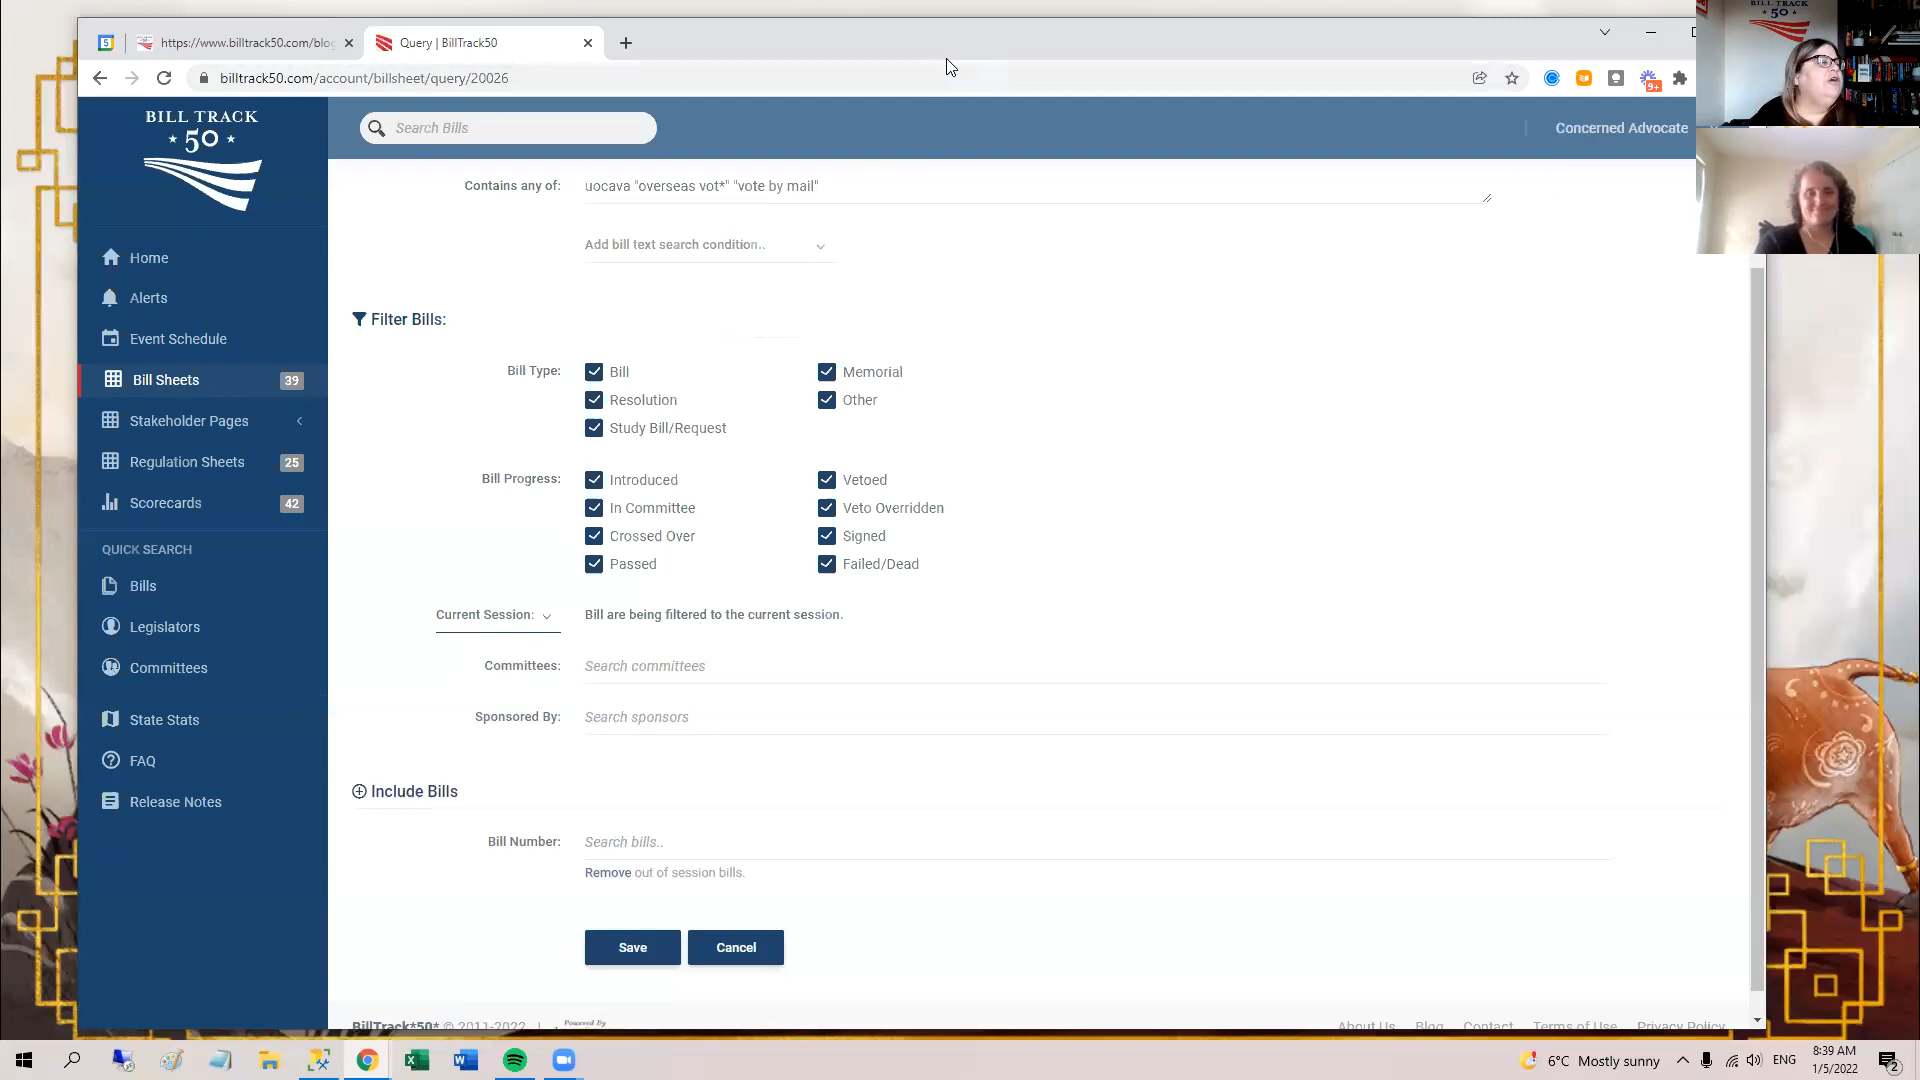 https://www.billtrack50.com/blog
Query | BillTrack50
billtrack50.com/account/billsheet/query/20026
9+
BILL TRACK
50
BILL TRACK
50
Search Bills
Concerned Advocate
Contains any of:
uocava "overseas vot*" "vote by mail"
Add bill text search condition..
Home
Alerts
Event Schedule
Bill Sheets 39
Stakeholder Pages
Regulation Sheets 25
Scorecards 42
QUICK SEARCH
Bills
Legislators
Committees
State Stats
FAQ
Release Notes
Filter Bills:
Bill Type:
Bill
Memorial
Resolution
Other
Study Bill/Request
Bill Progress:
Introduced
Vetoed
In Committee
Veto Overridden
Crossed Over
Signed
Passed
Failed/Dead
Current Session:
Bill are being filtered to the current session.
Committees:
Search committees
Sponsored By:
Search sponsors
Include Bills
Bill Number:
Search bills..
Remove out of session bills.
Save
Cancel
BillTrack*50* © 2011-2022 |
Powered By
About Us
Blog
Contact
Terms of Use
Privacy Policy
6°C Mostly sunny
ENG
8:39 AM
1/5/2022
2